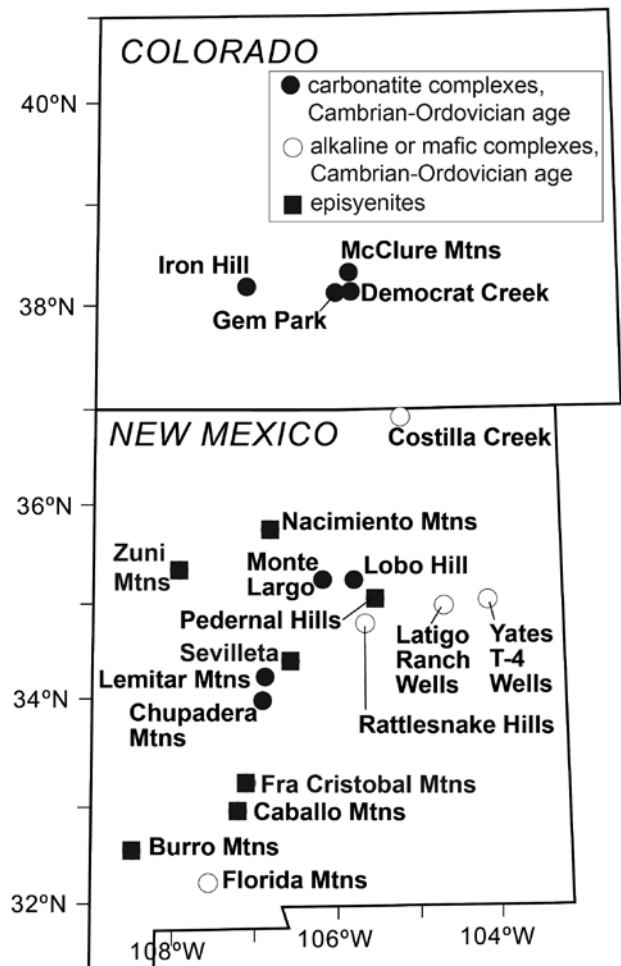 COLORADO
40ºN
carbonatite complexes,
Cambrian-Ordovician age
alkaline or mafic complexes,
Cambrian-Ordovician age
episyenites
McClure Mtns
Iron Hill
Democrat Creek
38ºN
Gem Park
NEW MEXICO
Costilla Creek
36ºN
Nacimiento Mtns
Zuni
Mtns
Monte
Largo
Lobo Hill
Pedernal Hills
Latigo
Ranch
Wells
Yates
T-4
Wells
Sevilleta
Lemitar Mtns
34ºN
Chupadera
Mtns
Rattlesnake Hills
Fra Cristobal Mtns
Caballo Mtns
Burro Mtns
Florida Mtns
32ºN
108ºW
106ºW
104ºW